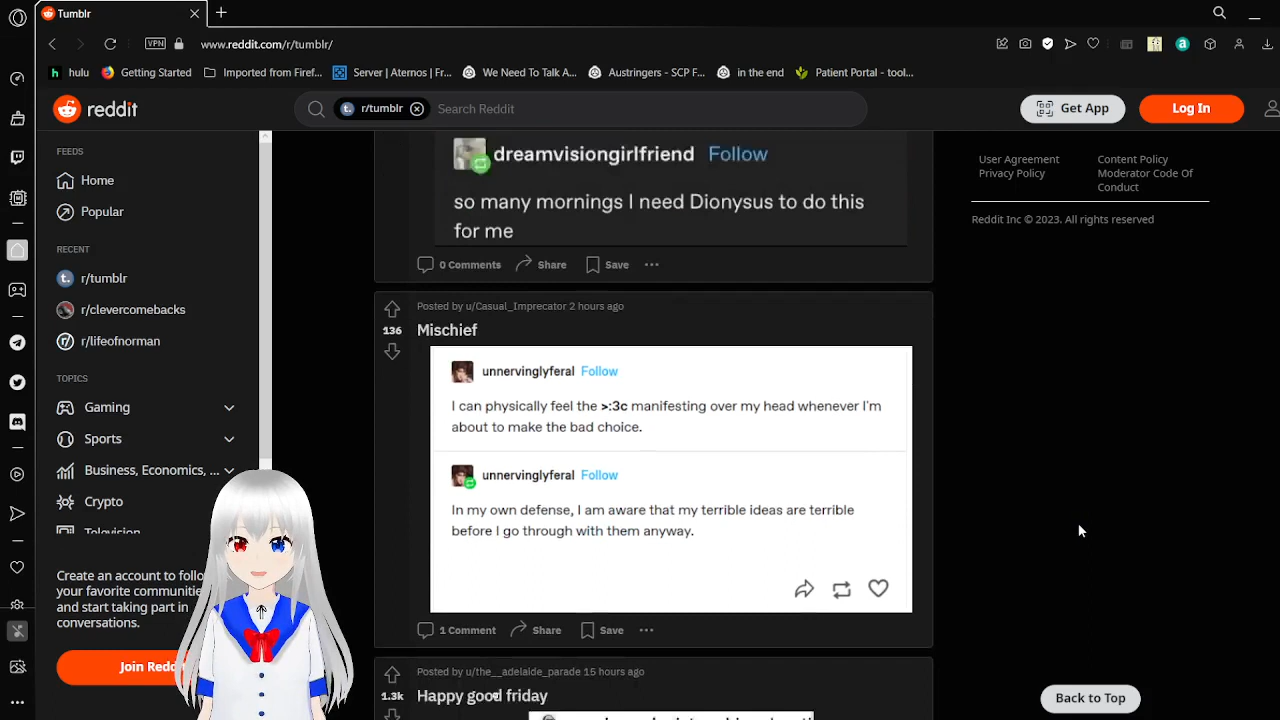 Tumblr
VPN
www.reddit.com/r/tumblr/
hulu
Getting Started
Imported from Firef...
Server | Aternos | Fr...
We Need To Talk A...
Austringers - SCP F...
in the end
Patient Portal - tool...
reddit
r/tumblr
Search Reddit
Get App
Log In
FEEDS
Home
Popular
RECENT
r/tumblr
r/clevercomebacks
r/lifeofnorman
TOPICS
Gaming
Sports
Business, Economics, ...
Crypto
Television
Create an account to follo
your favorite communities
and start taking part in
conversations.
Join Reddi
dreamvisiongirlfriend Follow
so many mornings I need Dionysus to do this
for me
0 Comments Share Save
Posted by u/Casual_Imprecator 2 hours ago
136
Mischief
unnervinglyferal Follow
I can physically feel the >:3c manifesting over my head whenever I'm
about to make the bad choice.
unnervinglyferal Follow
In my own defense, I am aware that my terrible ideas are terrible
before I go through with them anyway.
1 Comment Share Save
Posted by u/the__adelaide_parade 15 hours ago
1.3k
Happy good friday
User Agreement
Privacy Policy
Content Policy
Moderator Code Of
Conduct
Reddit Inc © 2023. All rights reserved
Back to Top